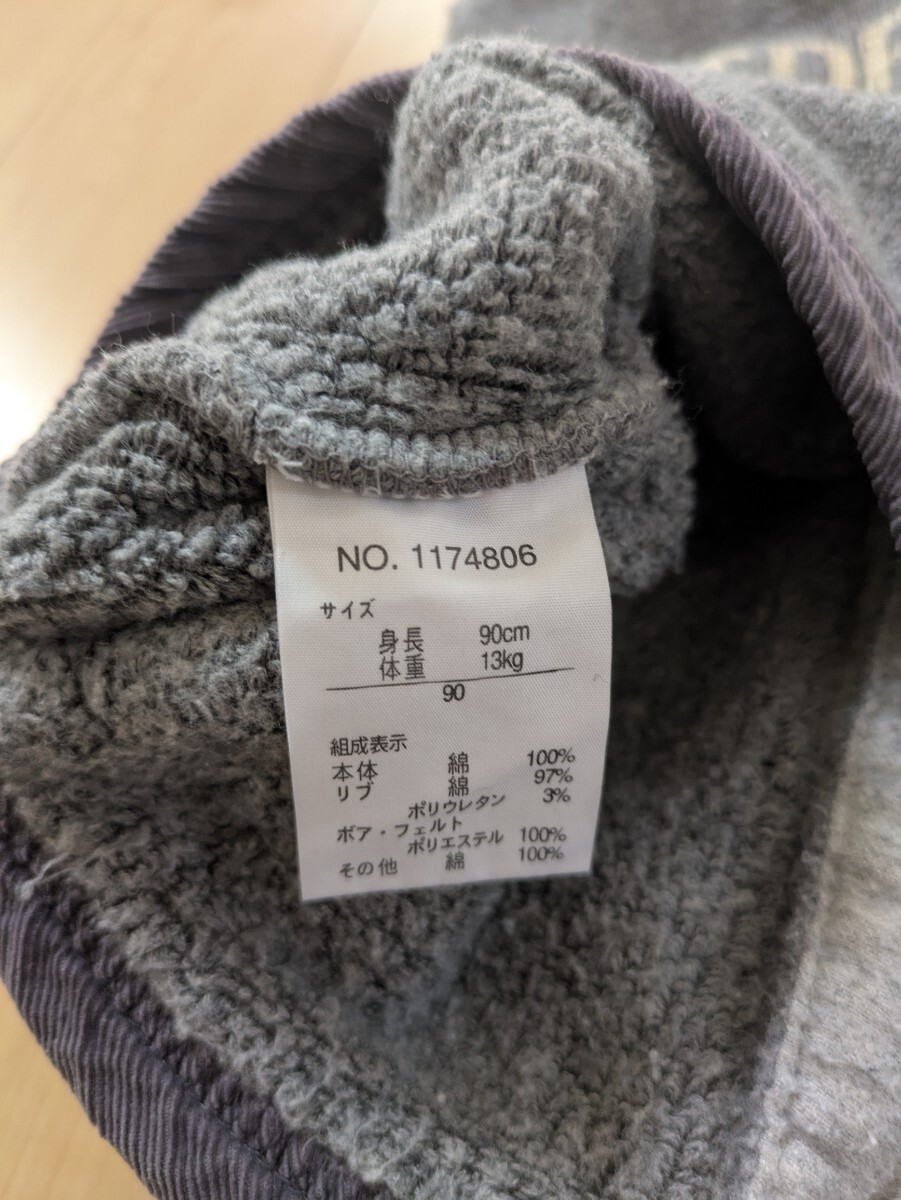 NO. 1174806
サイズ
身長 90cm
体重 13kg
90
組成表示
本体 綿 100%
リブ 綿 97%
ポリウレタン 3%
ボア・フェルト
ポリエステル 100%
その他 綿 100%